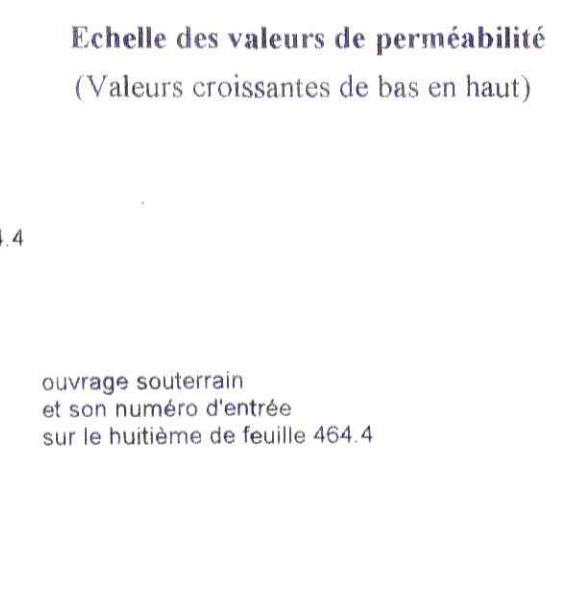 Echelle des valeurs de perméabilité
(Valeurs croissantes de bas en haut)
.4
ouvrage souterrain
et son numéro d'entrée
sur le huitième de feuille 464.4